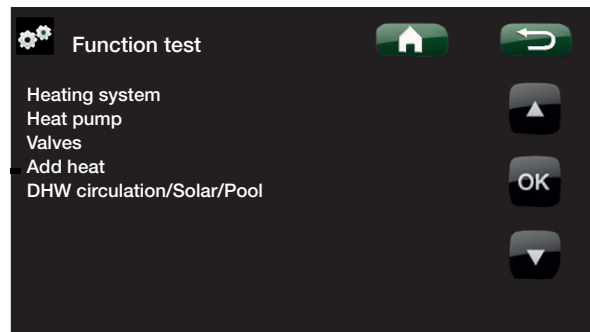 Function test
Heating system
Heat pump
Valves
Add heat
DHW circulation/Solar/Pool
OK